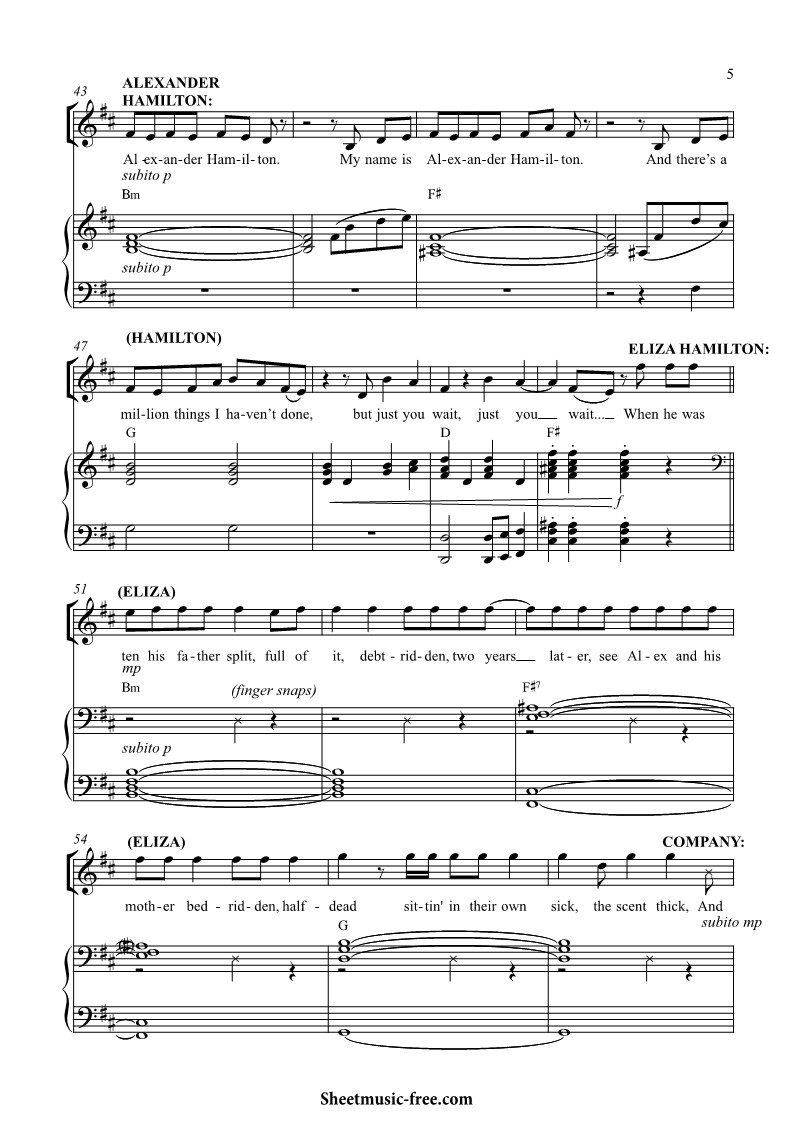 5
ALEXANDER
HAMILTON:
43
Al-ex-an-der Ham-il-ton. My name is Al-ex-an-der Ham-il-ton. And there's a
subito p
Bm F♯
subito p
(HAMILTON)
47
ELIZA HAMILTON:
mil-lion things I ha-ven't done, but just you wait, just you__ wait...__ When he was
G D F♯
f
51
(ELIZA)
ten his fa-ther split, full of it, debt-rid-den, two years__ lat-er, see Al-ex and his
mp
Bm (finger snaps) F♯7
subito p
54
(ELIZA) COMPANY:
moth-er bed-rid-den, half-dead sit-tin' in their own sick, the scent thick, And
subito mp
G
Sheetmusic-free.com